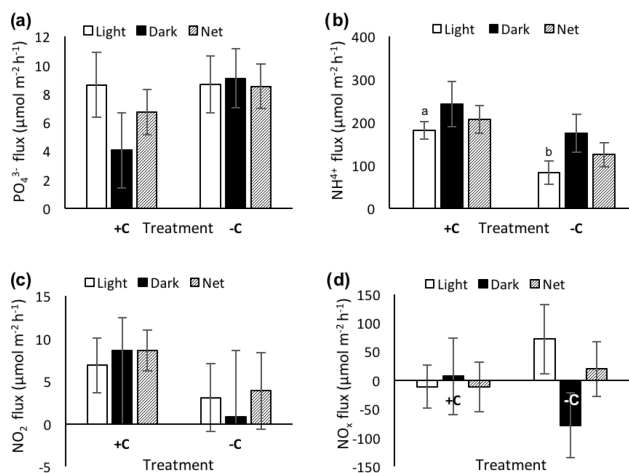 (a)
Light Dark Net
PO₄³⁻ flux (µmol m⁻² h⁻¹)
12
10
8
6
4
2
0
+C Treatment -C
(b)
Light Dark Net
NH⁴⁺ flux (µmol m⁻² h⁻¹)
400
300
200
100
0
a
b
+C Treatment -C
(c)
Light Dark Net
NO₂⁻ flux (µmol m⁻² h⁻¹)
15
10
5
0
-5
+C -C
Treatment
(d)
Light Dark Net
NOₓ flux (µmol m⁻² h⁻¹)
150
100
50
0
-50
-100
-150
+C -C
Treatment